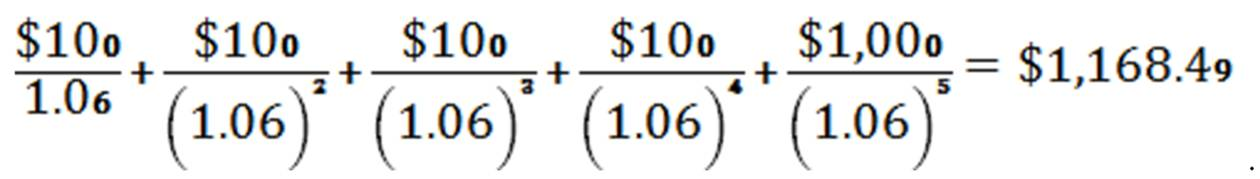 $100/1.06 + $100/(1.06)² + $100/(1.06)³ + $100/(1.06)⁴ + $1,000/(1.06)⁵ = $1,168.49 .